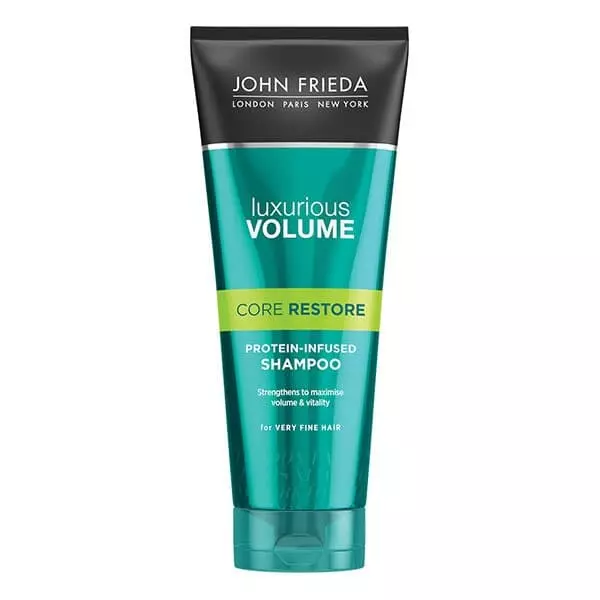 JOHN FRIEDA
LONDON PARIS NEW YORK
luxurious
VOLUME
CORE RESTORE
PROTEIN-INFUSED
SHAMPOO
Strengthens to maximise
volume & vitality
for VERY FINE HAIR